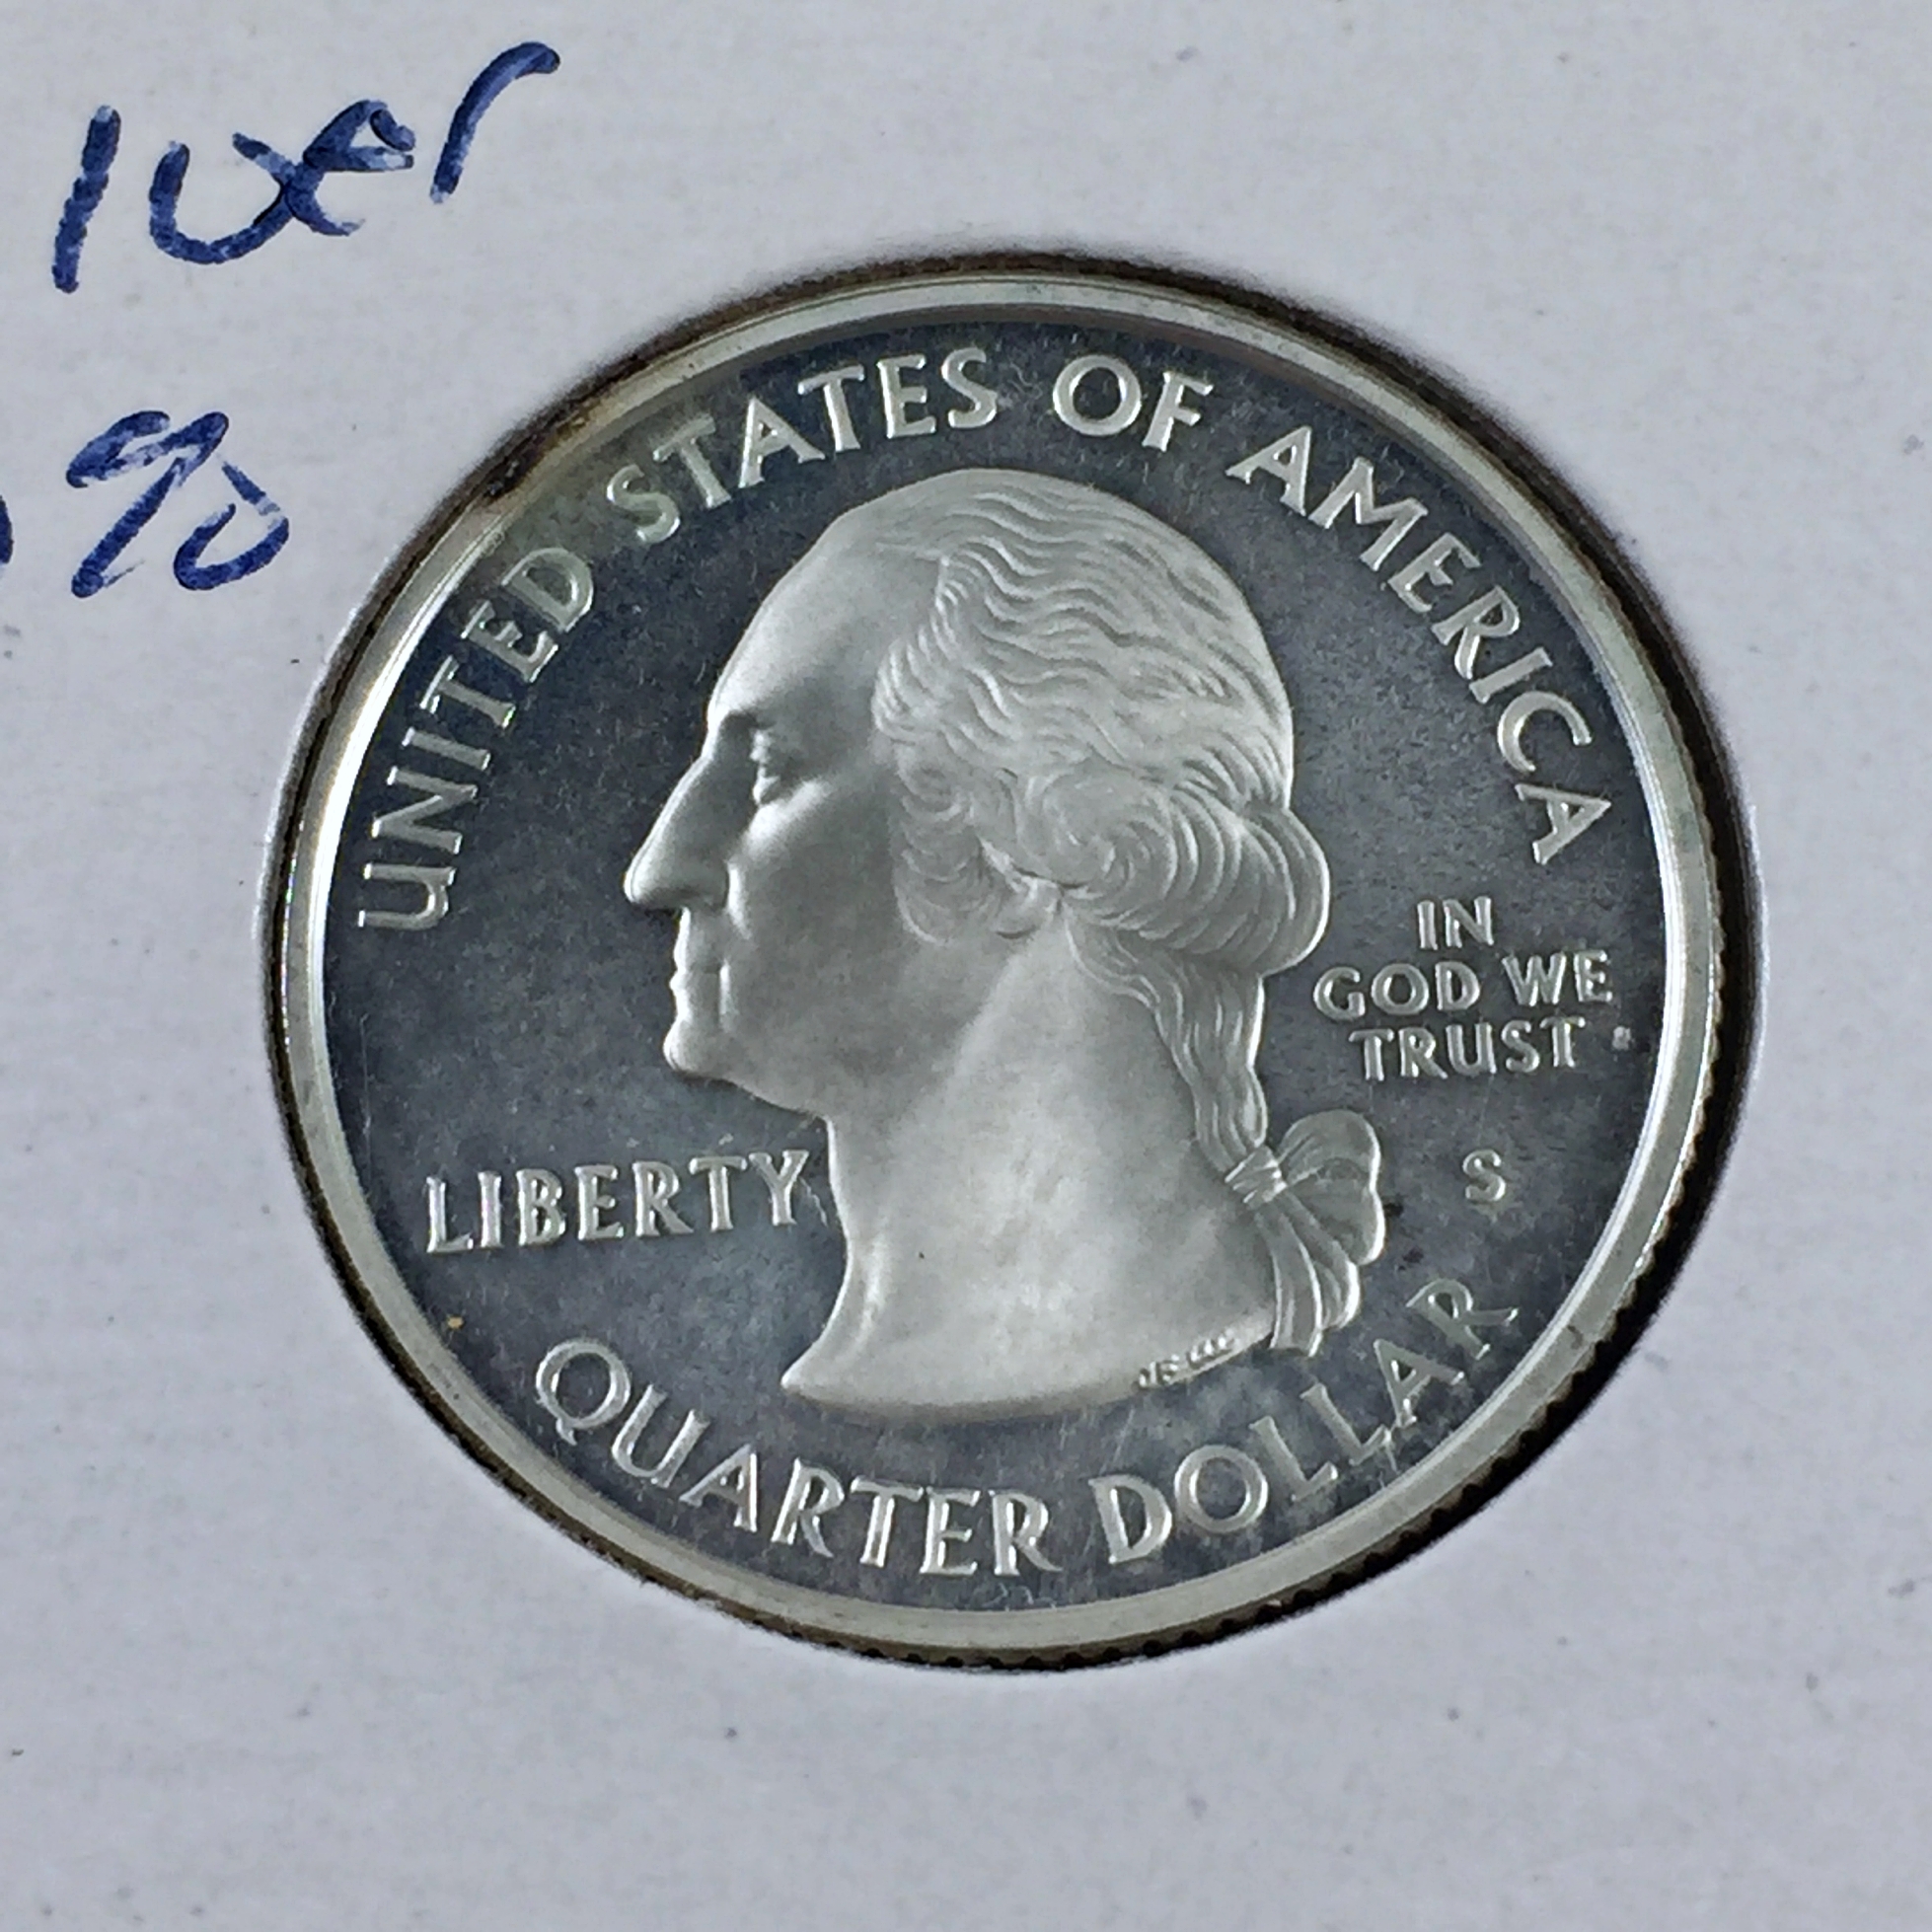 lver
%
UNITED STATES OF AMERICA
IN
GOD WE
TRUST
LIBERTY
S
QUARTER DOLLAR